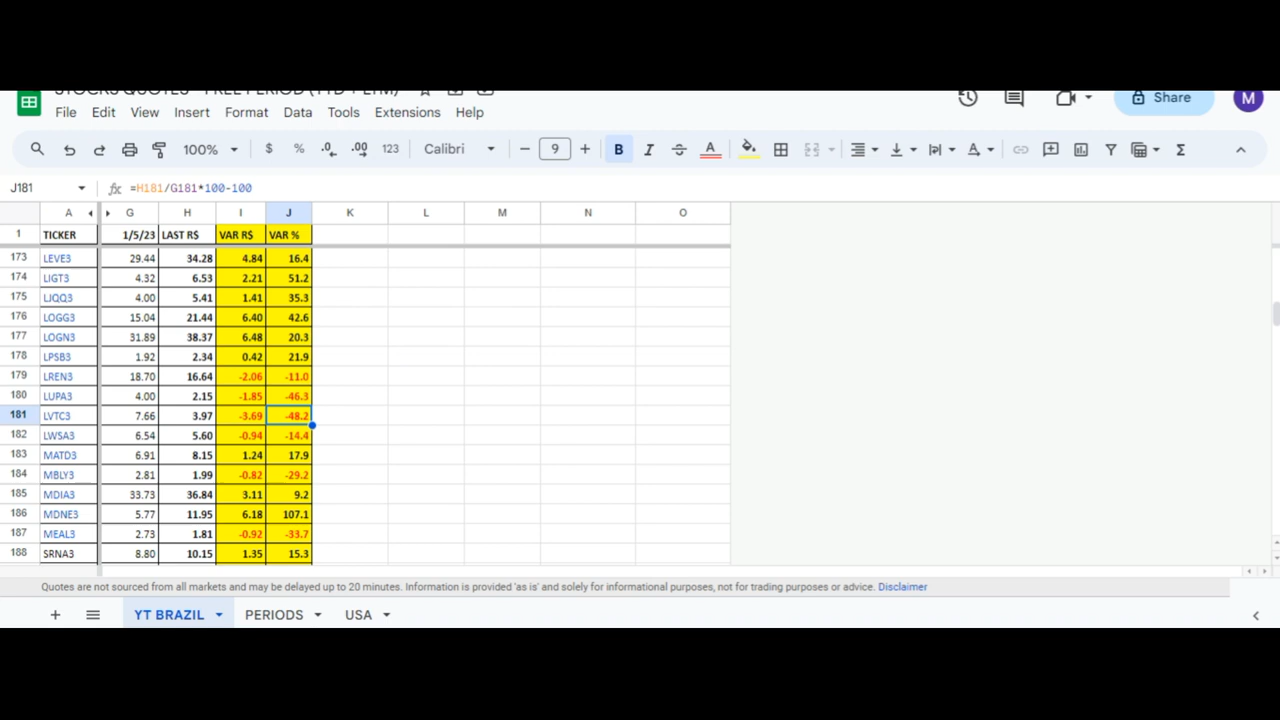 STOCKS QUOTES - FREE PERIOD (YTD + LTM)
File Edit View Insert Format Data Tools Extensions Help
Share M
100% $ % .0 .00 123 Calibri 9 B I A A Σ
J181 fx =H181/G181*100-100
A G H I J K L M N O
1 TICKER 1/5/23 LAST R$ VAR R$ VAR %
173 LEVE3 29.44 34.28 4.84 16.4
174 LIGT3 4.32 6.53 2.21 51.2
175 LJQQ3 4.00 5.41 1.41 35.3
176 LOGG3 15.04 21.44 6.40 42.6
177 LOGN3 31.89 38.37 6.48 20.3
178 LPSB3 1.92 2.34 0.42 21.9
179 LREN3 18.70 16.64 -2.06 -11.0
180 LUPA3 4.00 2.15 -1.85 -46.3
181 LVTC3 7.66 3.97 -3.69 -48.2
182 LWSA3 6.54 5.60 -0.94 -14.4
183 MATD3 6.91 8.15 1.24 17.9
184 MBLY3 2.81 1.99 -0.82 -29.2
185 MDIA3 33.73 36.84 3.11 9.2
186 MDNE3 5.77 11.95 6.18 107.1
187 MEAL3 2.73 1.81 -0.92 -33.7
188 SRNA3 8.80 10.15 1.35 15.3
Quotes are not sourced from all markets and may be delayed up to 20 minutes. Information is provided 'as is' and solely for informational purposes, not for trading purposes or advice. Disclaimer
YT BRAZIL PERIODS USA